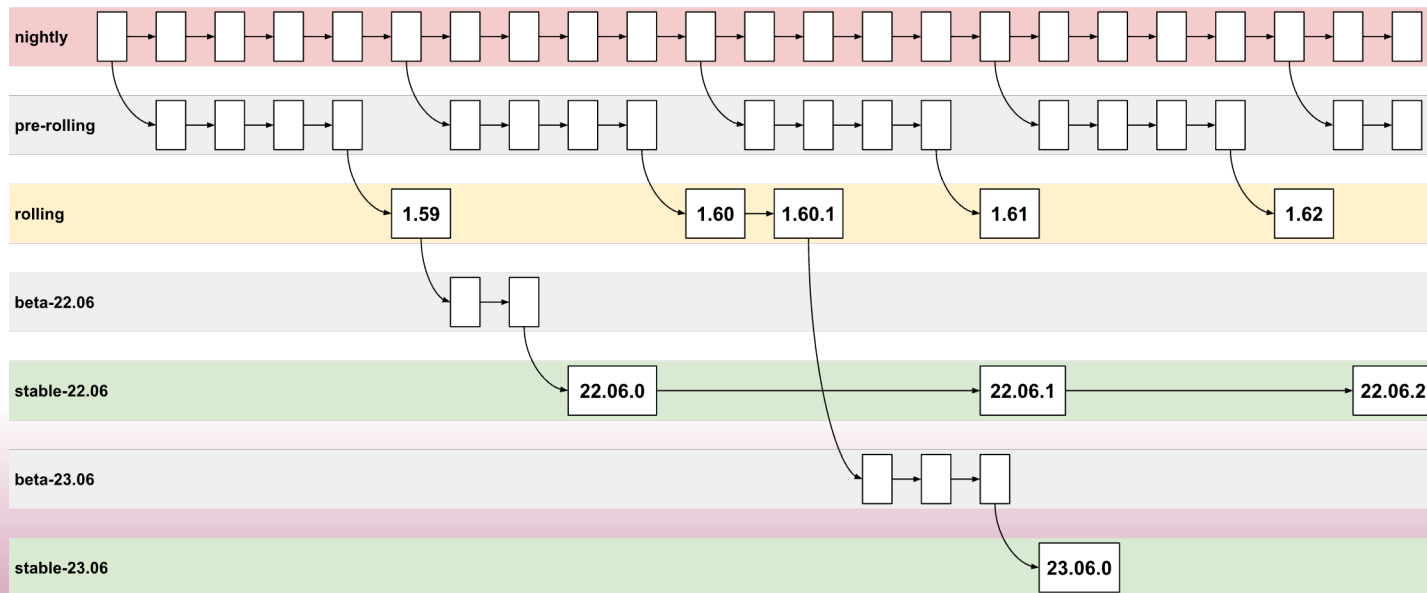 nightly
pre-rolling
rolling
1.59
1.60
1.60.1
1.61
1.62
beta-22.06
stable-22.06
22.06.0
22.06.1
22.06.2
beta-23.06
stable-23.06
23.06.0